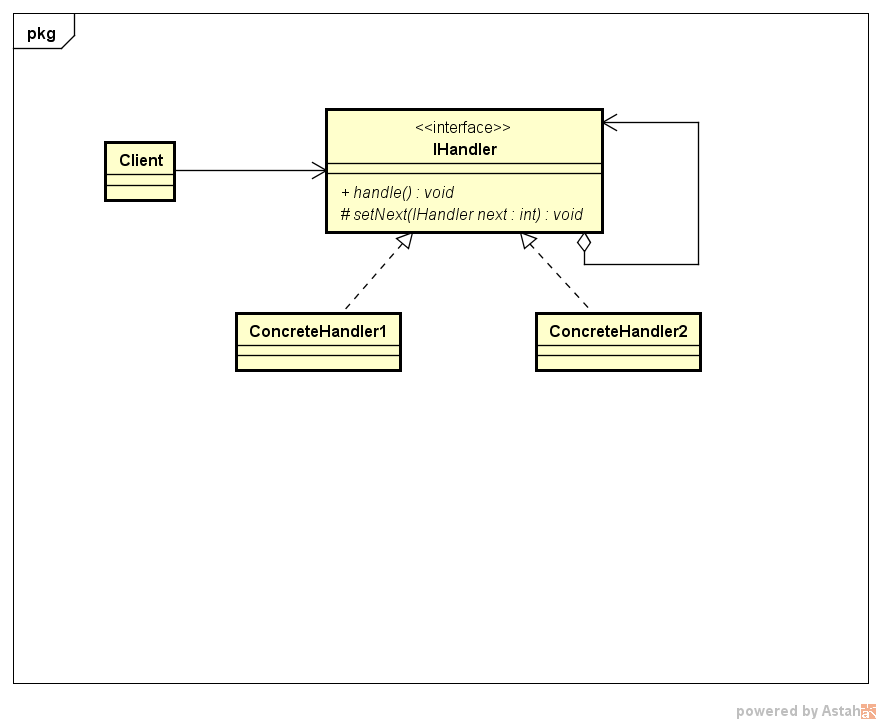 pkg
Client
<<interface>>
IHandler
+ handle() : void
# setNext(IHandler next : int) : void
ConcreteHandler1
ConcreteHandler2
powered by Astah